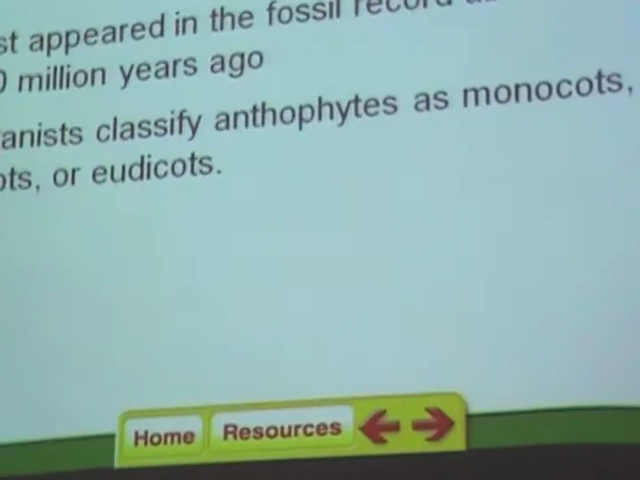 st appeared in the fossil record
0 million years ago
anists classify anthophytes as monocots,
ots, or eudicots.
Home Resources